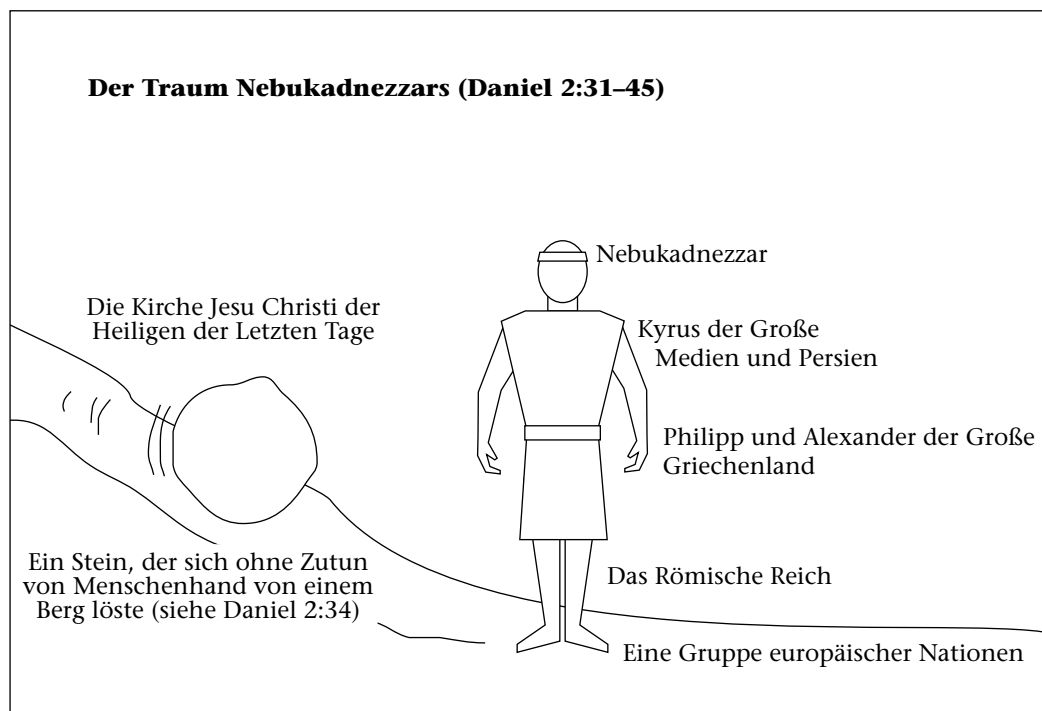 Der Traum Nebukadnezzars (Daniel 2:31–45)
Nebukadnezzar
Die Kirche Jesu Christi der
Heiligen der Letzten Tage
Kyrus der Große
Medien und Persien
Philipp und Alexander der Große
Griechenland
Ein Stein, der sich ohne Zutun
von Menschenhand von einem
Berg löste (siehe Daniel 2:34)
Das Römische Reich
Eine Gruppe europäischer Nationen